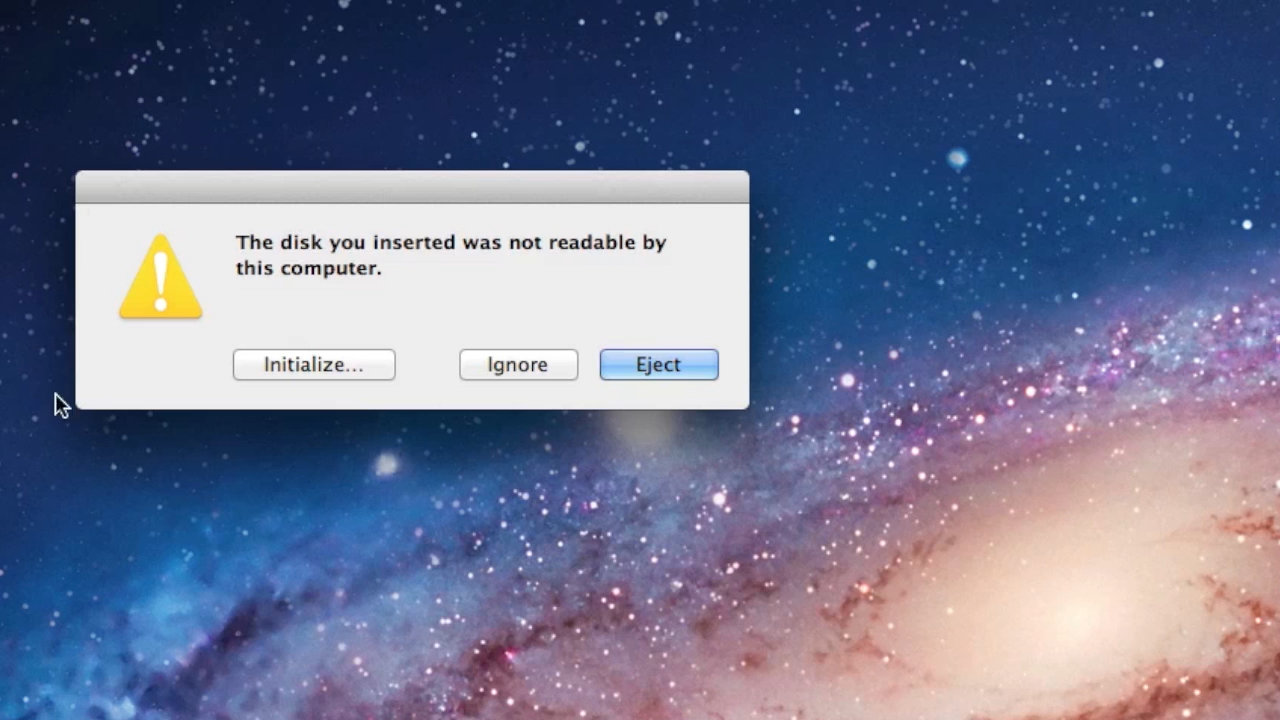 The disk you inserted was not readable by
this computer.
Initialize... Ignore Eject